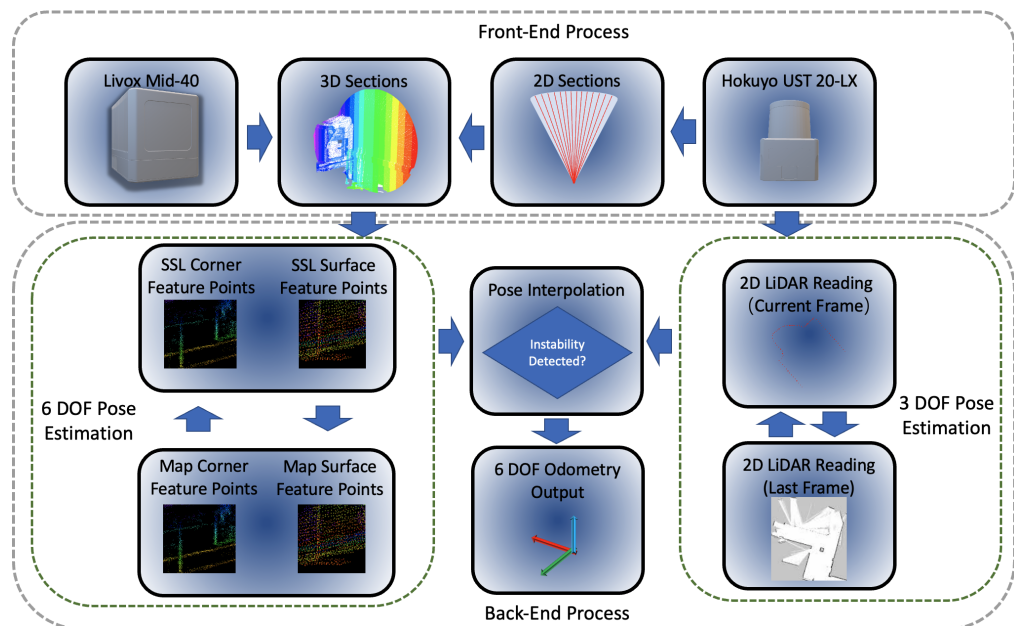 Front-End Process
Livox Mid-40
3D Sections
2D Sections
Hokuyo UST 20-LX
SSL Corner
Feature Points
SSL Surface
Feature Points
Pose Interpolation
Instability
Detected?
2D LiDAR Reading
(Current Frame)
6 DOF Pose
Estimation
3 DOF Pose
Estimation
Map Corner
Feature Points
Map Surface
Feature Points
6 DOF Odometry
Output
2D LiDAR Reading
(Last Frame)
Back-End Process